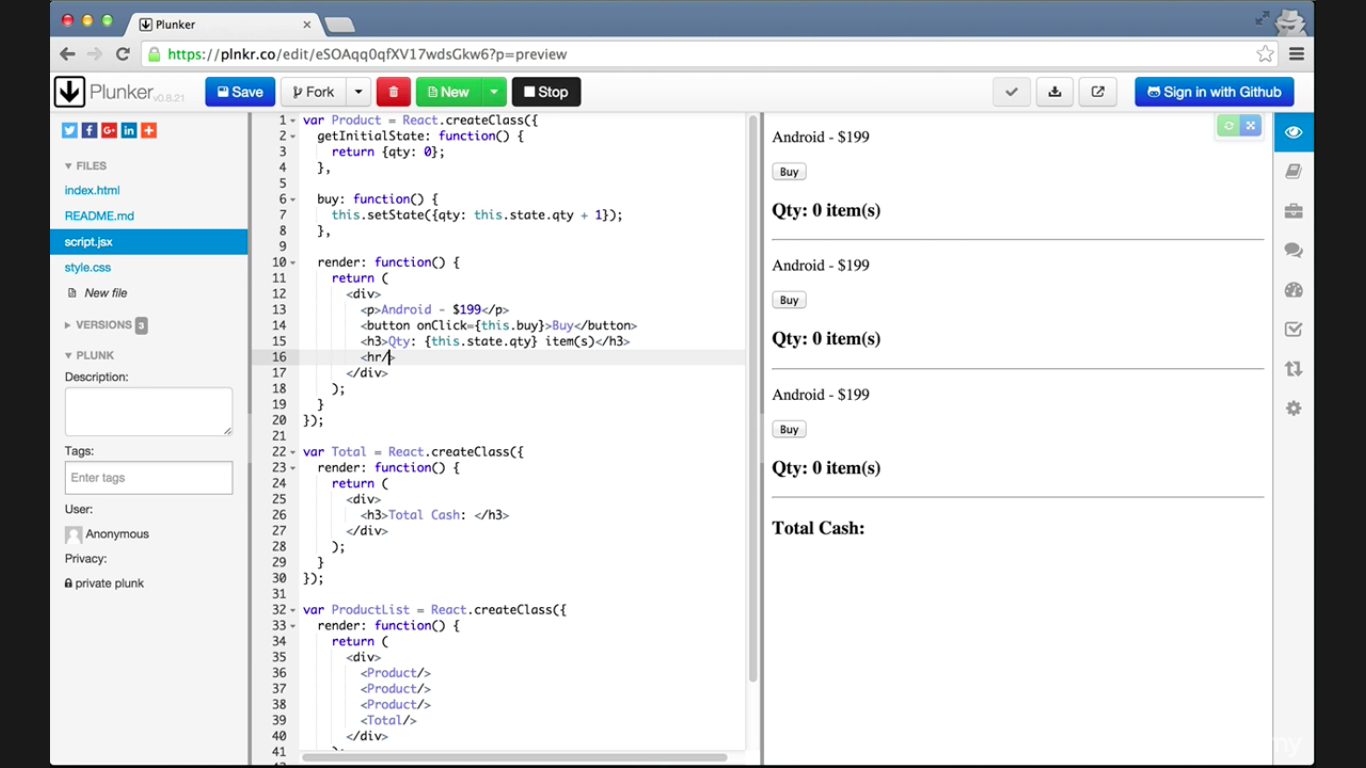 Plunker
https://plnkr.co/edit/eSOAqq0qfXV17wdsGkw6?p=preview
Plunker v0.8.21
Save
Fork
New
Stop
Sign in with Github
FILES
index.html
README.md
script.jsx
style.css
New file
VERSIONS 3
PLUNK
Description:
Tags:
Enter tags
User:
Anonymous
Privacy:
private plunk
1 var Product = React.createClass({
2 getInitialState: function() {
3 return {qty: 0};
4 },
5
6 buy: function() {
7 this.setState({qty: this.state.qty + 1});
8 },
9
10 render: function() {
11 return (
12 <div>
13 <p>Android - $199</p>
14 <button onClick={this.buy}>Buy</button>
15 <h3>Qty: {this.state.qty} item(s)</h3>
16 <hr/>
17 </div>
18 );
19 }
20 });
21
22 var Total = React.createClass({
23 render: function() {
24 return (
25 <div>
26 <h3>Total Cash: </h3>
27 </div>
28 );
29 }
30 });
31
32 var ProductList = React.createClass({
33 render: function() {
34 return (
35 <div>
36 <Product/>
37 <Product/>
38 <Product/>
39 <Total/>
40 </div>
41 );
Android - $199
Buy
Qty: 0 item(s)
Android - $199
Buy
Qty: 0 item(s)
Android - $199
Buy
Qty: 0 item(s)
Total Cash: